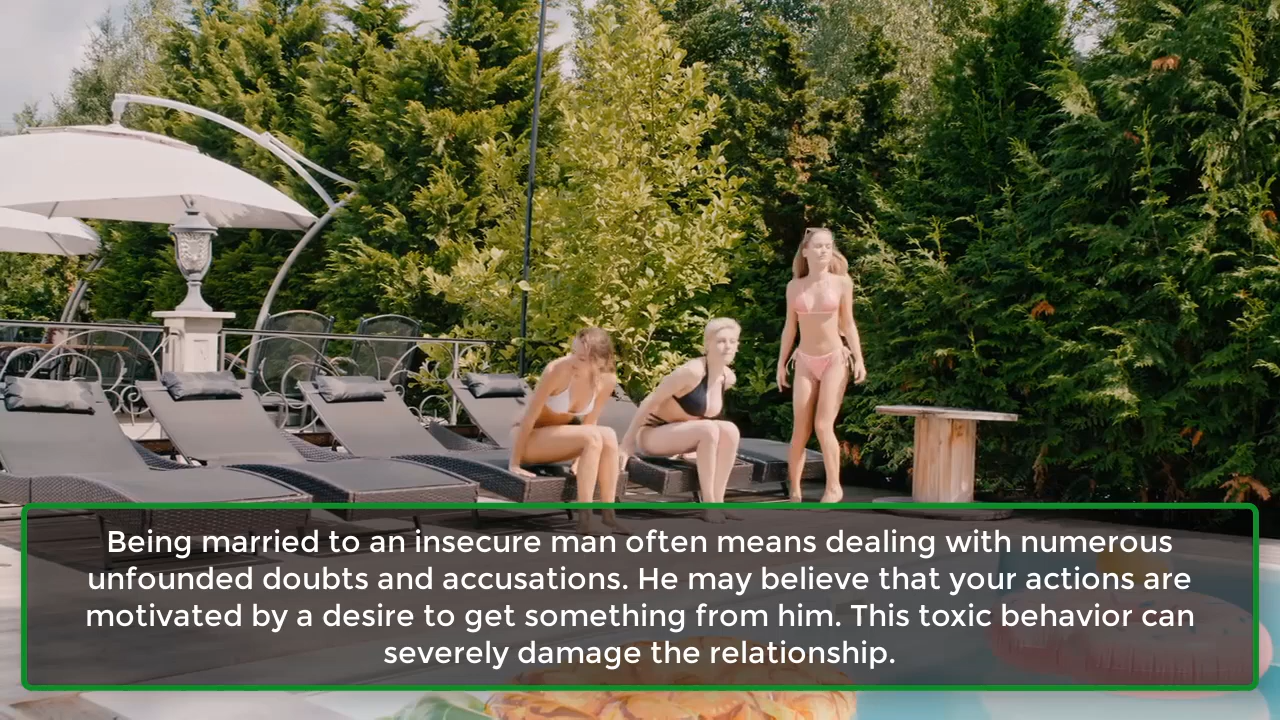 Being married to an insecure man often means dealing with numerous
unfounded doubts and accusations. He may believe that your actions are
motivated by a desire to get something from him. This toxic behavior can
severely damage the relationship.